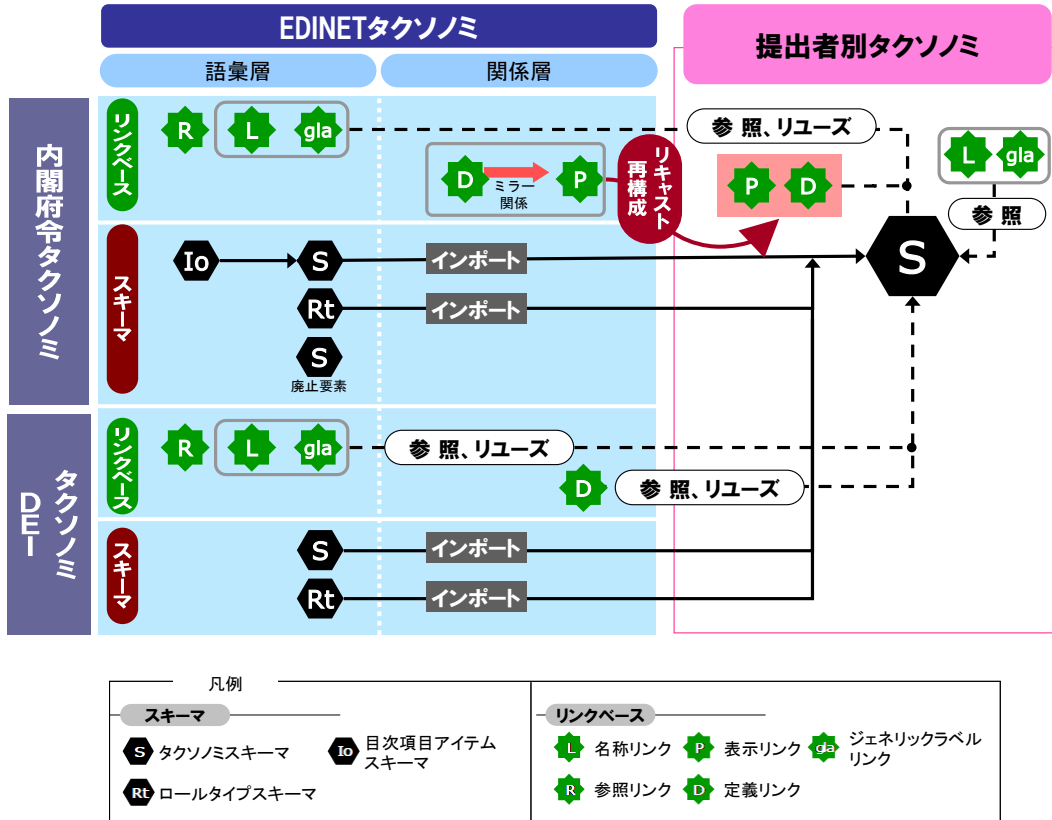 EDINETタクソノミ
提出者別タクソノミ
語彙層
関係層
内閣府令タクソノミ
リンクベース
R
L
gla
参照、リユーズ
D
ミラー
関係
P
リキャスト
再構成
P
D
L
gla
参照
S
スキーマ
Io
S
インポート
Rt
インポート
S
廃止要素
DEI
タクソノミ
リンクベース
R
L
gla
参照、リユーズ
D
参照、リユーズ
スキーマ
S
インポート
Rt
インポート
凡例
スキーマ
S タクソノミスキーマ
Io 目次項目アイテム
スキーマ
Rt ロールタイプスキーマ
リンクベース
L 名称リンク
P 表示リンク
gla ジェネリックラベル
リンク
R 参照リンク
D 定義リンク